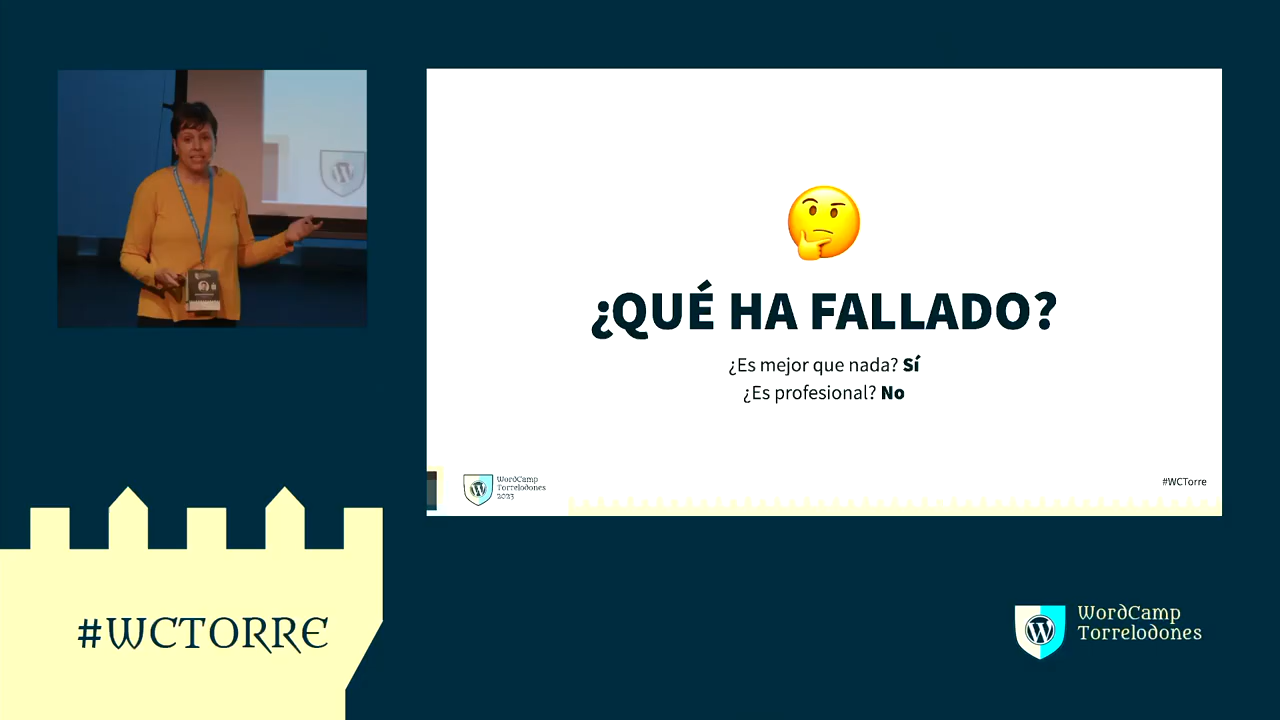 ¿QUÉ HA FALLADO?
¿Es mejor que nada? Sí
¿Es profesional? No
WordCamp
Torrelodones
2023
#WCTorre
#WCTORRE
WordCamp
Torrelodones